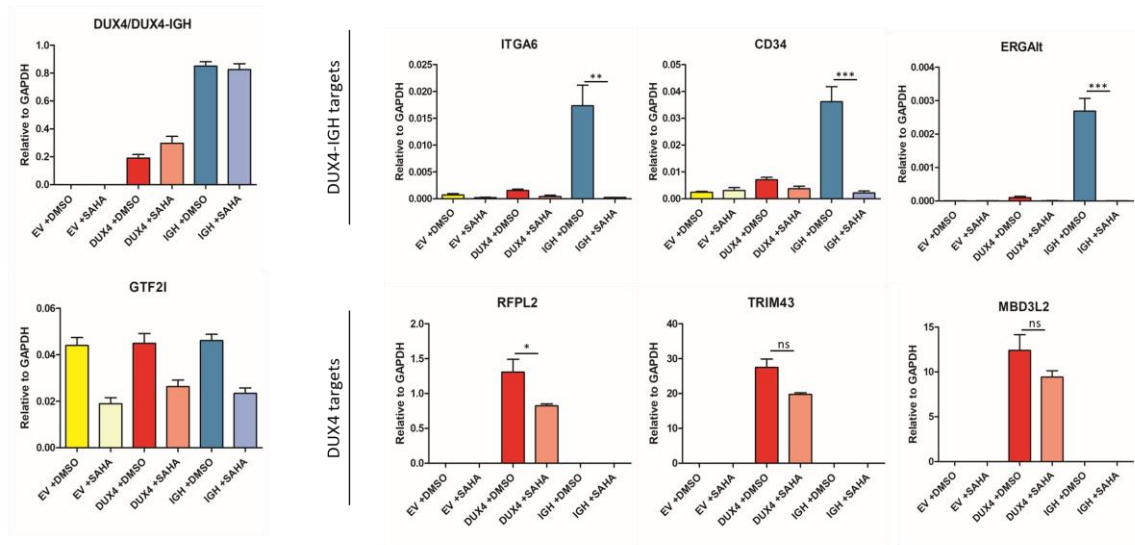 DUX4/DUX4-IGH
Relative to GAPDH
1.0
0.8
0.6
0.4
0.2
0.0
EV +DMSO
EV +SAHA
DUX4 +DMSO
DUX4 +SAHA
IGH +DMSO
IGH +SAHA
DUX4-IGH targets
ITGA6
Relative to GAPDH
0.025
0.020
0.015
0.010
0.005
0.000
**
EV +DMSO
EV +SAHA
DUX4 +DMSO
DUX4 +SAHA
IGH +DMSO
IGH +SAHA
CD34
Relative to GAPDH
0.05
0.04
0.03
0.02
0.01
0.00
***
EV +DMSO
EV +SAHA
DUX4 +DMSO
DUX4 +SAHA
IGH +DMSO
IGH +SAHA
ERGAlt
Relative to GAPDH
0.004
0.003
0.002
0.001
0.000
***
EV +DMSO
EV +SAHA
DUX4 +DMSO
DUX4 +SAHA
IGH +DMSO
IGH +SAHA
GTF2I
Relative to GAPDH
0.06
0.04
0.02
0.00
EV +DMSO
EV +SAHA
DUX4 +DMSO
DUX4 +SAHA
IGH +DMSO
IGH +SAHA
DUX4 targets
RFPL2
Relative to GAPDH
2.0
1.5
1.0
0.5
0.0
*
EV +DMSO
EV +SAHA
DUX4 +DMSO
DUX4 +SAHA
IGH +DMSO
IGH +SAHA
TRIM43
Relative to GAPDH
40
30
20
10
0
ns
EV +DMSO
EV +SAHA
DUX4 +DMSO
DUX4 +SAHA
IGH +DMSO
IGH +SAHA
MBD3L2
Relative to GAPDH
15
10
5
0
ns
EV +DMSO
EV +SAHA
DUX4 +DMSO
DUX4 +SAHA
IGH +DMSO
IGH +SAHA